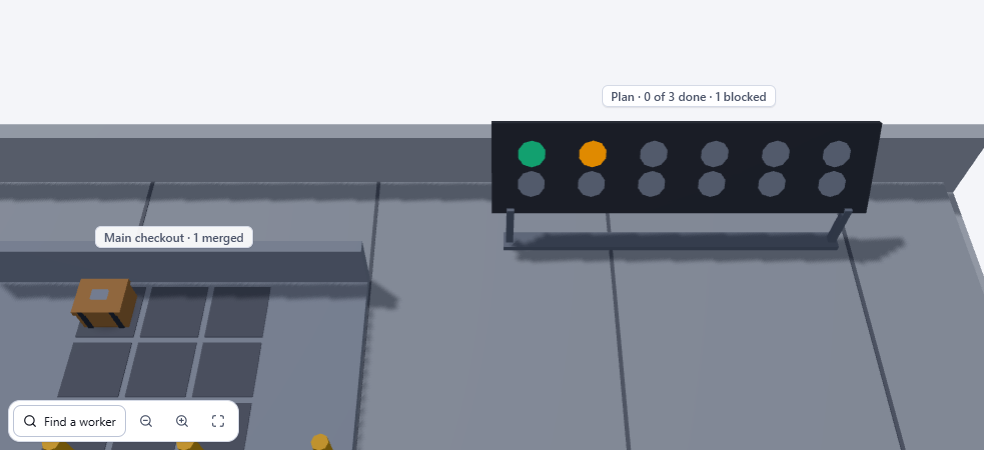 Plan · 0 of 3 done · 1 blocked
Main checkout · 1 merged
Find a worker